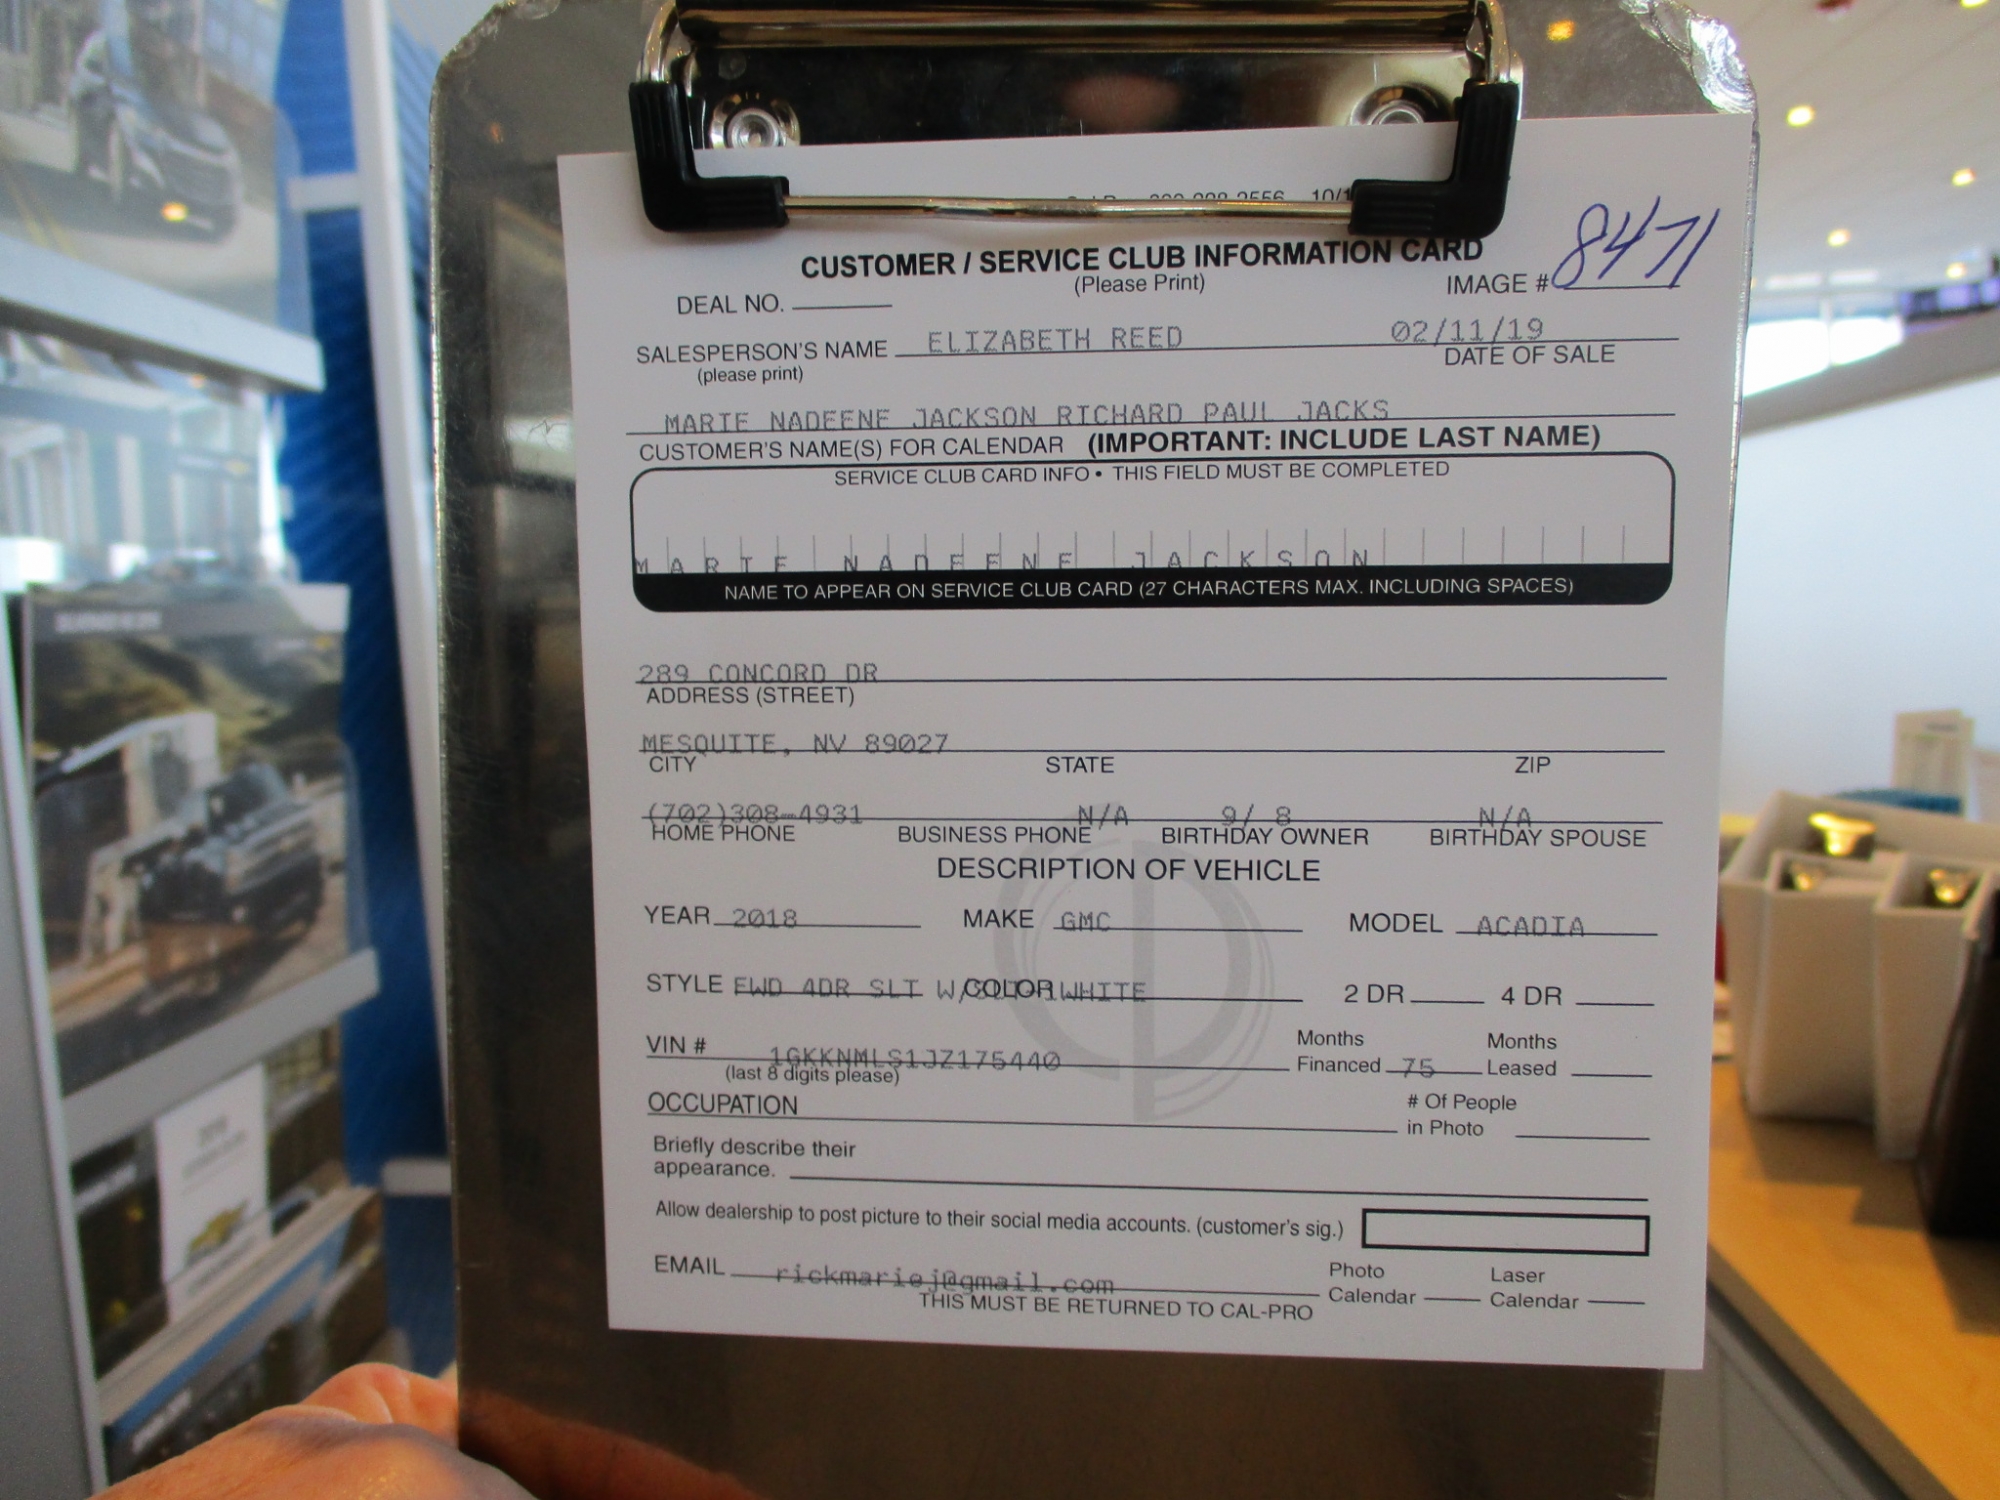 CUSTOMER / SERVICE CLUB INFORMATION CARD
(Please Print)
IMAGE # 8471
DEAL NO.
SALESPERSON'S NAME ELIZABETH REED 02/11/19
(please print) DATE OF SALE
MARIE NADEENE JACKSON RICHARD PAUL JACKS
CUSTOMER'S NAME(S) FOR CALENDAR (IMPORTANT: INCLUDE LAST NAME)
SERVICE CLUB CARD INFO • THIS FIELD MUST BE COMPLETED
MARIE NADEENE JACKSON
NAME TO APPEAR ON SERVICE CLUB CARD (27 CHARACTERS MAX. INCLUDING SPACES)
289 CONCORD DR
ADDRESS (STREET)
MESQUITE, NV 89027
CITY STATE ZIP
(702)308-4931 N/A 9/ 8 N/A
HOME PHONE BUSINESS PHONE BIRTHDAY OWNER BIRTHDAY SPOUSE
DESCRIPTION OF VEHICLE
YEAR 2018 MAKE GMC MODEL ACADIA
STYLE FWD 4DR SLT COLOR WHITE 2 DR 4 DR
VIN # 1GKKNMLS1JZ175440
(last 8 digits please)
Months Financed 75 Months Leased
OCCUPATION
# Of People in Photo
Briefly describe their
appearance.
Allow dealership to post picture to their social media accounts. (customer's sig.)
EMAIL rickmariej@gmail.com
Photo Calendar Laser Calendar
THIS MUST BE RETURNED TO CAL-PRO